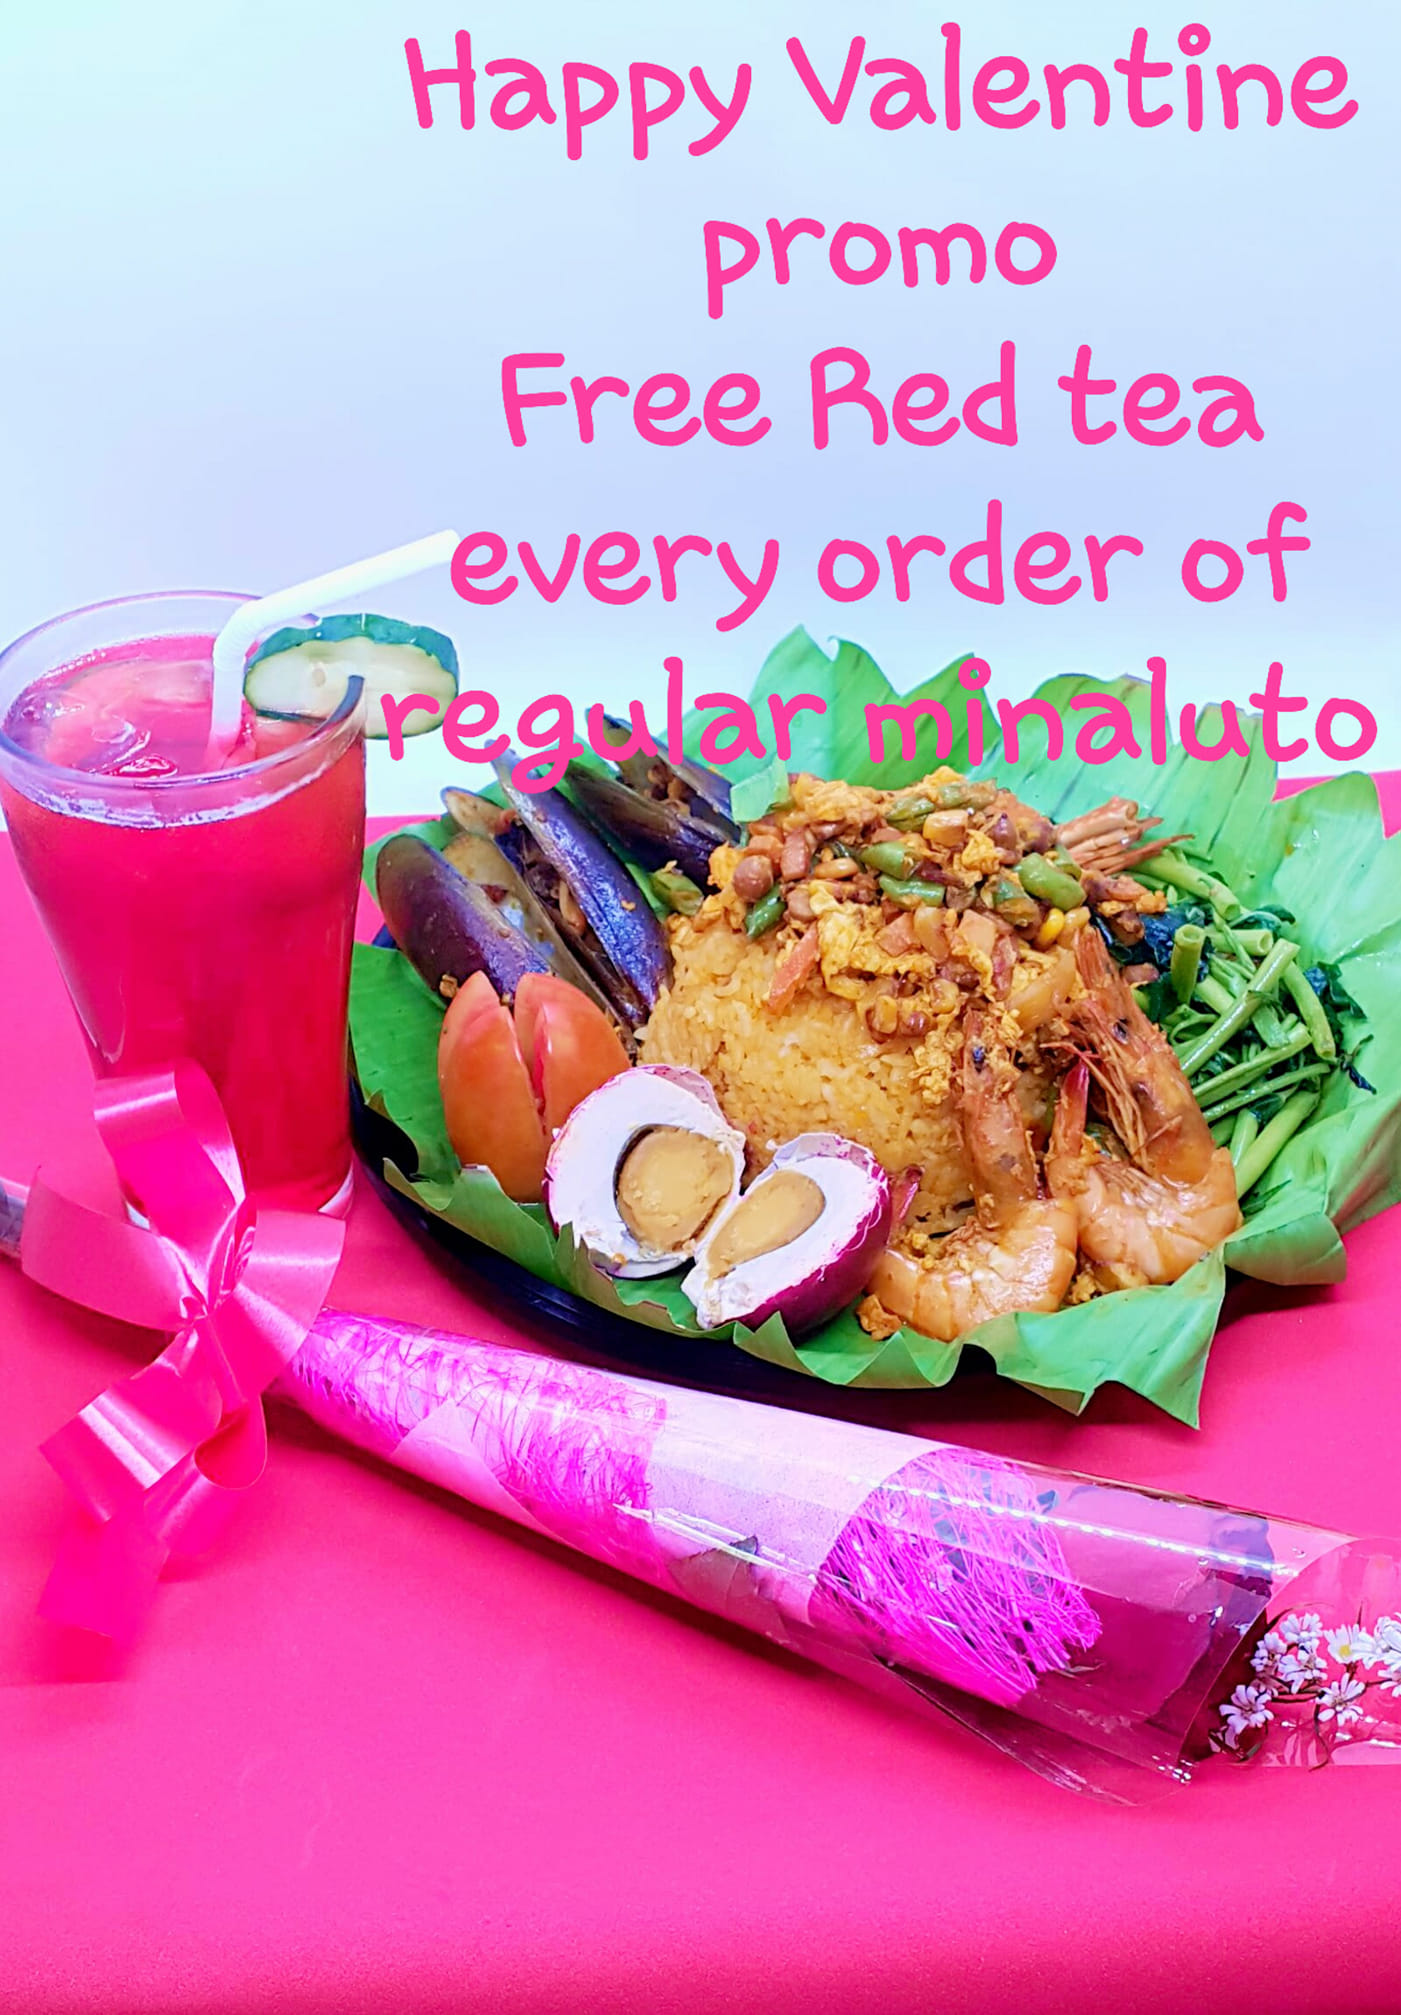 Happy Valentine
promo
Free Red tea
every order of
regular minaluto